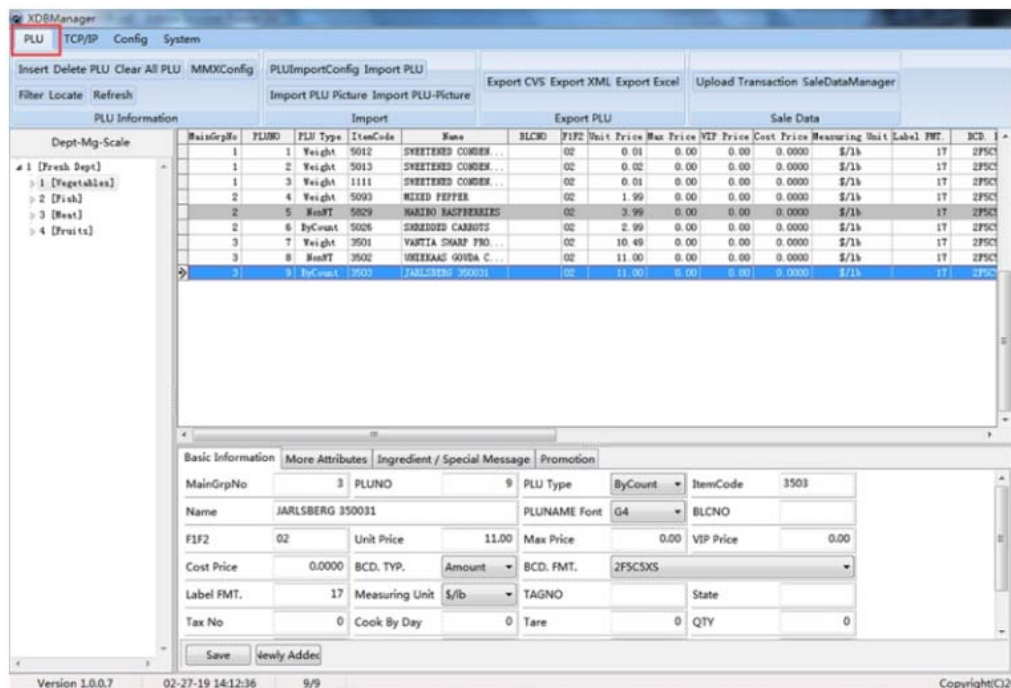 XDBManager
PLU TCP/IP Config System
Insert Delete PLU Clear All PLU MMXConfig PLUImportConfig Import PLU Export CVS Export XML Export Excel Upload Transaction SaleDataManager
Filter Locate Refresh Import PLU Picture Import PLU-Picture
PLU Information Import Export PLU Sale Data
Dept-Mg-Scale
1 [Fresh Dept]
1 [Vegetables]
2 [Fish]
3 [Meat]
4 [Fruits]
MainGrpNo PLUNO PLU Type ItemCode Name BLCNO F1F2 Unit Price Max Price VIP Price Cost Price Measuring Unit Label FMT. BCD.
1 1 Weight 5012 SWEETENED CONDEN... 02 0.01 0.00 0.00 0.0000 $/lb 17 2F5C5
1 2 Weight 5013 SWEETENED CONDEN... 02 0.02 0.00 0.00 0.0000 $/lb 17 2F5C5
1 3 Weight 1111 SWEETENED CONDEN... 02 0.01 0.00 0.00 0.0000 $/lb 17 2F5C5
2 4 Weight 5093 MIXED PEPPER 02 1.99 0.00 0.00 0.0000 $/lb 17 2F5C5
2 5 NonWT 5829 HARIBO RASPBERRIES 02 3.99 0.00 0.00 0.0000 $/lb 17 2F5C5
2 6 ByCount 5026 SHREDDED CARROTS 02 2.99 0.00 0.00 0.0000 $/lb 17 2F5C5
3 7 Weight 3501 VANTIA SHARP PRO... 02 10.49 0.00 0.00 0.0000 $/lb 17 2F5C5
3 8 NonWT 3502 UNIEKAAS GOUDA C... 02 11.00 0.00 0.00 0.0000 $/lb 17 2F5C5
3 9 ByCount 3503 JARLSBERG 350031 02 11.00 0.00 0.00 0.0000 $/lb 17 2F5C5
Basic Information More Attributes Ingredient / Special Message Promotion
MainGrpNo 3 PLUNO 9 PLU Type ByCount ItemCode 3503
Name JARLSBERG 350031 PLUNAME Font G4 BLCNO
F1F2 02 Unit Price 11.00 Max Price 0.00 VIP Price 0.00
Cost Price 0.0000 BCD. TYP. Amount BCD. FMT. 2F5C5XS
Label FMT. 17 Measuring Unit $/lb TAGNO State
Tax No 0 Cook By Day 0 Tare 0 QTY 0
Save Newly Added
Version 1.0.0.7 02-27-19 14:12:36 9/9 Copyright(C)2